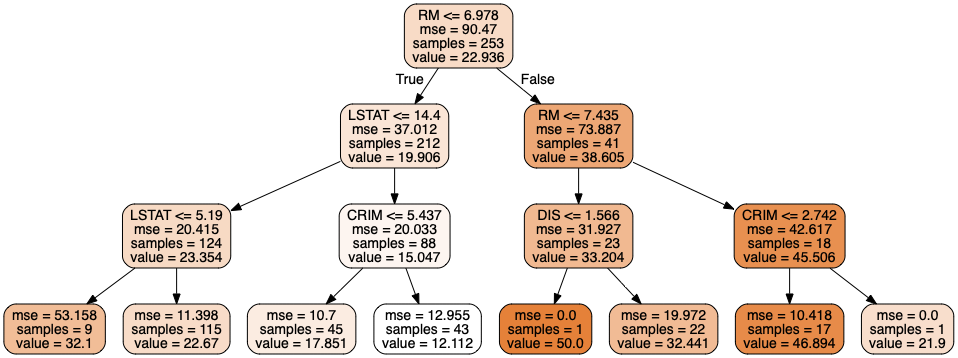 RM <= 6.978
mse = 90.47
samples = 253
value = 22.936
True
False
LSTAT <= 14.4
mse = 37.012
samples = 212
value = 19.906
RM <= 7.435
mse = 73.887
samples = 41
value = 38.605
LSTAT <= 5.19
mse = 20.415
samples = 124
value = 23.354
CRIM <= 5.437
mse = 20.033
samples = 88
value = 15.047
DIS <= 1.566
mse = 31.927
samples = 23
value = 33.204
CRIM <= 2.742
mse = 42.617
samples = 18
value = 45.506
mse = 53.158
samples = 9
value = 32.1
mse = 11.398
samples = 115
value = 22.67
mse = 10.7
samples = 45
value = 17.851
mse = 12.955
samples = 43
value = 12.112
mse = 0.0
samples = 1
value = 50.0
mse = 19.972
samples = 22
value = 32.441
mse = 10.418
samples = 17
value = 46.894
mse = 0.0
samples = 1
value = 21.9